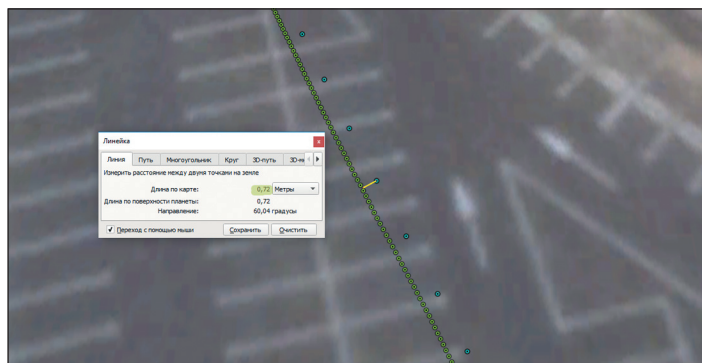 Линейка
Линия Путь Многоугольник Круг 3D-путь
Измерить расстояние между двумя точками на земле
Длина по карте: 0,72 Метры
Длина по поверхности планеты: 0,72
Направление: 60,04 градусы
Переход с помощью мыши Сохранить Очистить